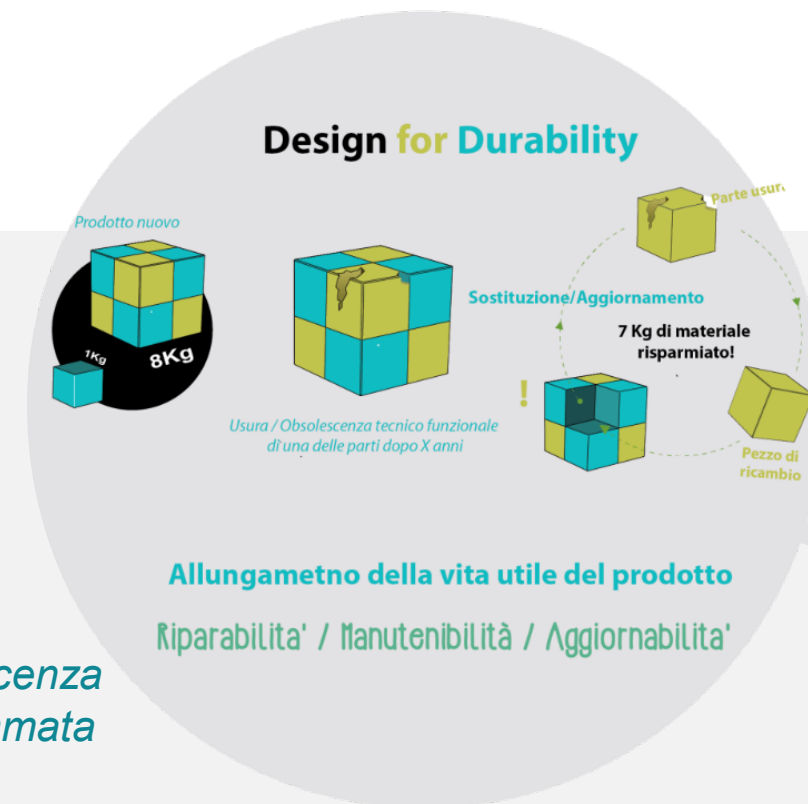 Design for Durability
Prodotto nuovo
1Kg
8Kg
Usura / Obsolescenza tecnico funzionale
di una delle parti dopo X anni
Parte usur
Sostituzione/Aggiornamento
7 Kg di materiale
risparmiato!
!
Pezzo di
ricambio
Allungametno della vita utile del prodotto
Riparabilita' / Manutenibilità / Aggiornabilita'
cenza
mata